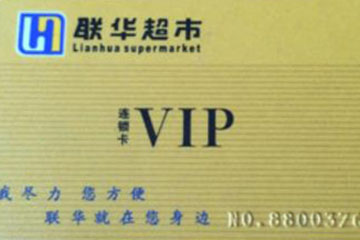 联华超市
Lianhua supermarket
连锁卡 VIP
我尽力 您方便
联华就在您身边 NO.8800376